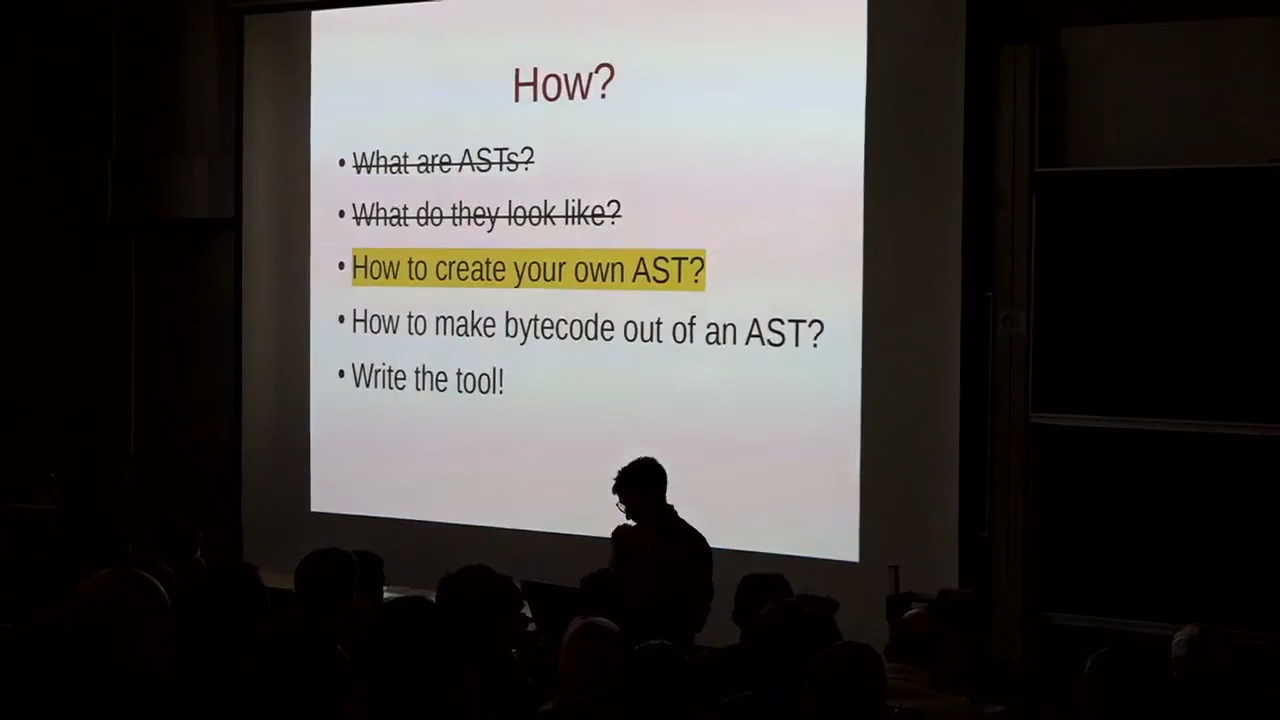 How?
• What are ASTs?
• What do they look like?
• How to create your own AST?
• How to make bytecode out of an AST?
• Write the tool!